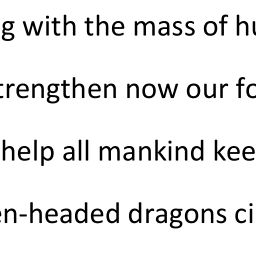 g with the mass of hu
trengthen now our fo
help all mankind kee
en-headed dragons ci